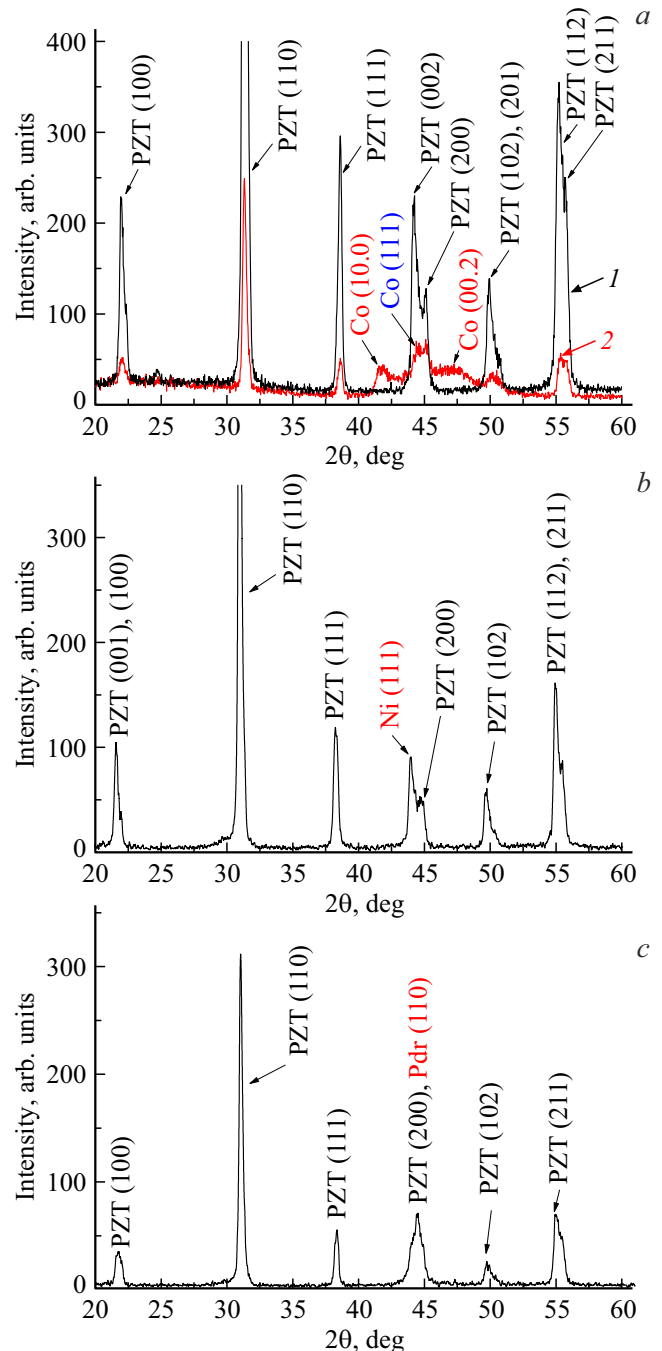 a
400
300
200
100
0
Intensity, arb. units
PZT (100)
PZT (110)
PZT (111)
Co (10.0)
Co (111)
PZT (002)
PZT (200)
Co (00.2)
PZT (102), (201)
PZT (112)
PZT (211)
1
2
20 25 30 35 40 45 50 55 60
2θ, deg
b
300
200
100
0
Intensity, arb. units
PZT (001), (100)
PZT (110)
PZT (111)
Ni (111)
PZT (200)
PZT (102)
PZT (112), (211)
20 25 30 35 40 45 50 55 60
2θ, deg
c
300
200
100
0
Intensity, arb. units
PZT (100)
PZT (110)
PZT (111)
PZT (200), Pdr (110)
PZT (102)
PZT (211)
20 25 30 35 40 45 50 55 60
2θ, deg